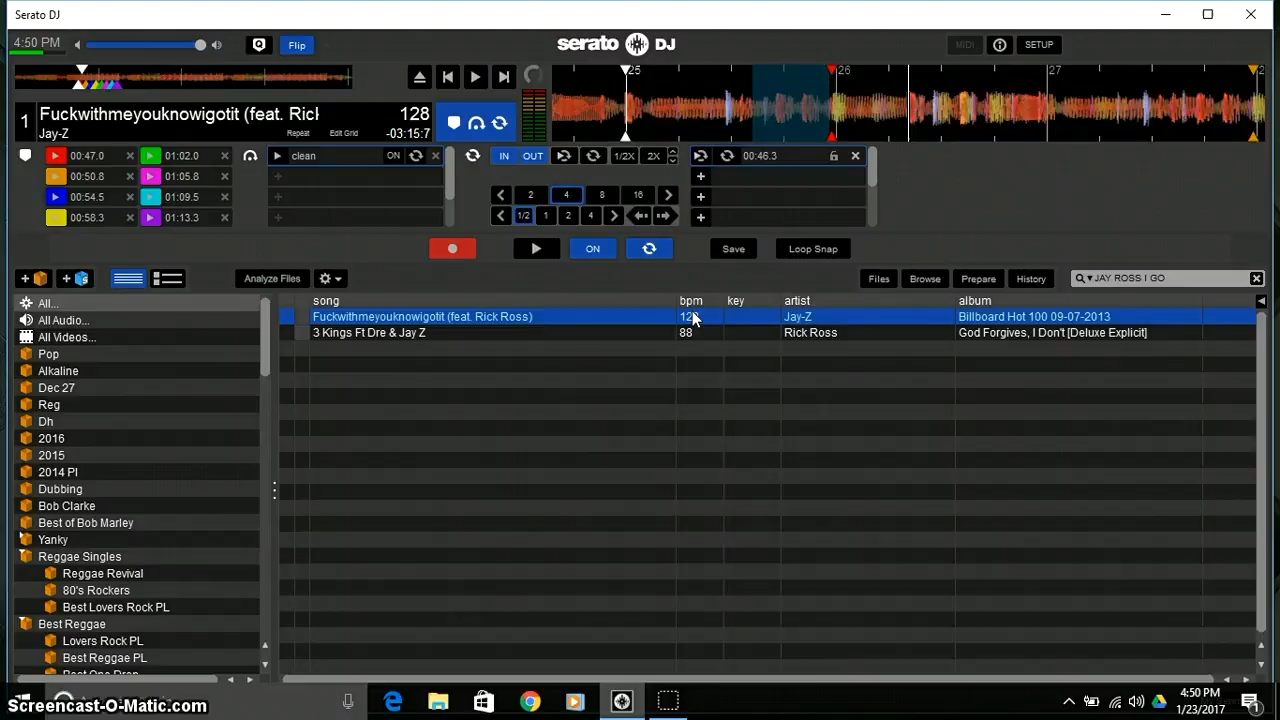 Serato DJ
4:50 PM
Flip
serato DJ
MIDI
SETUP
25
26
27
2
1
Fuckwithmeyouknowigotit (feat. Rick
128
Jay-Z
Repeat
Edit Grid
-03:15:7
00:47.0
01:02.0
00:50.8
01:05.8
00:54.5
01:09.5
00:58.3
01:13.3
clean
ON
IN
OUT
1/2X
2X
00:46.3
2
4
8
16
1/2
1
2
4
ON
Save
Loop Snap
Analyze Files
Files
Browse
Prepare
History
JAY ROSS I GO
song
bpm
key
artist
album
Fuckwithmeyouknowigotit (feat. Rick Ross)
Jay-Z
Billboard Hot 100 09-07-2013
3 Kings Ft Dre & Jay Z
88
Rick Ross
God Forgives, I Don't [Deluxe Explicit]
All...
All Audio...
All Videos...
Pop
Alkaline
Dec 27
Reg
Dh
2016
2015
2014 Pl
Dubbing
Bob Clarke
Best of Bob Marley
Yanky
Reggae Singles
Reggae Revival
80's Rockers
Best Lovers Rock PL
Best Reggae
Lovers Rock PL
Best Reggae PL
Best One Drop
Screencast-O-Matic.com
4:50 PM
1/23/2017